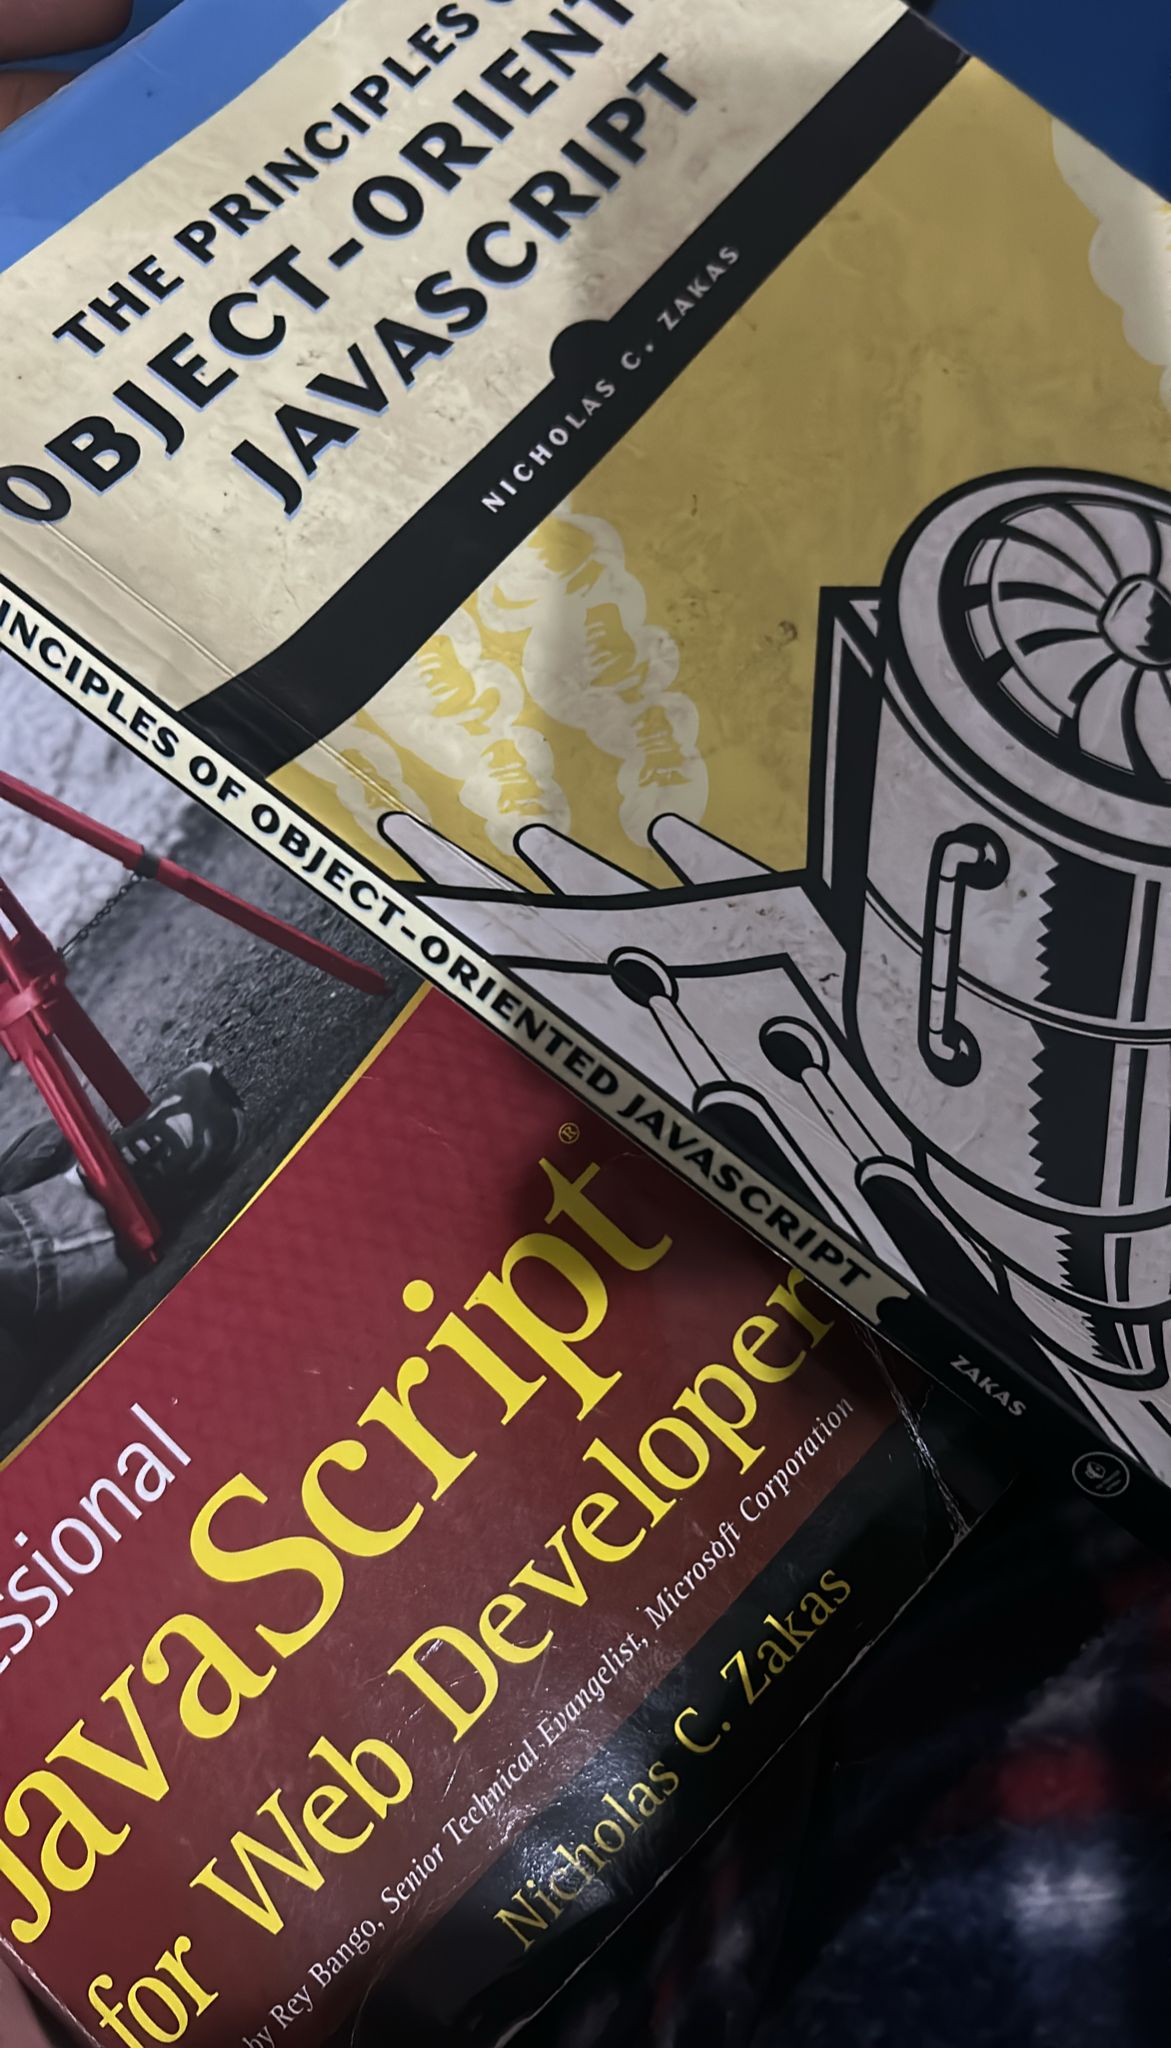 THE PRINCIPLES
OBJECT-ORIENT
JAVASCRIPT
NICHOLAS C. ZAKAS
INCIPLES OF OBJECT-ORIENTED JAVASCRIPT
ZAKAS
ssional
JavaScript®
for Web Developer
by Rey Bango, Senior Technical Evangelist, Microsoft Corporation
Nicholas C. Zakas